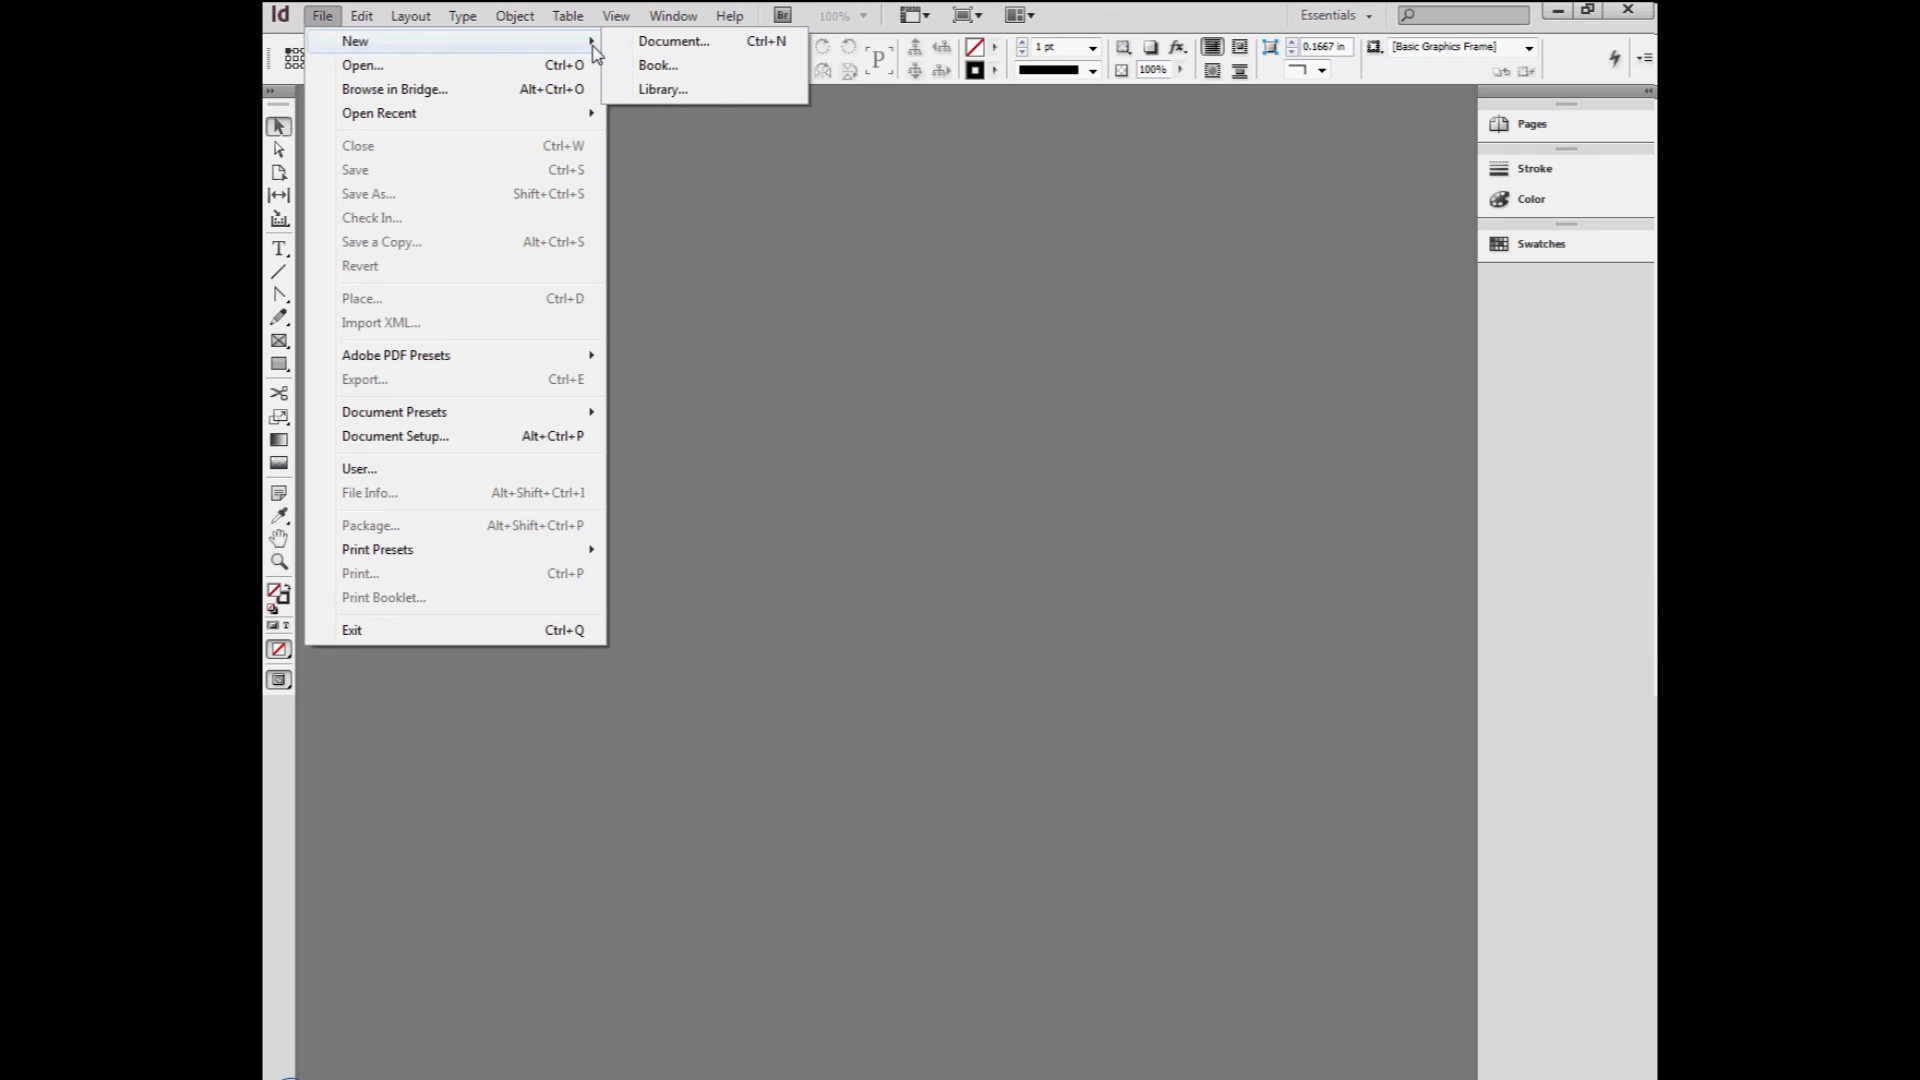 Id File Edit Layout Type Object Table View Window Help Br 100% Essentials
New
Document... Ctrl+N
Open... Ctrl+O
Book...
Browse in Bridge... Alt+Ctrl+O
Library...
Open Recent
1 pt
0.1667 in
[Basic Graphics Frame]
P
fx.
100%
Close Ctrl+W
Save Ctrl+S
Save As... Shift+Ctrl+S
Check In...
Save a Copy... Alt+Ctrl+S
Revert
Place... Ctrl+D
Import XML...
Adobe PDF Presets
Export... Ctrl+E
Document Presets
Document Setup... Alt+Ctrl+P
User...
File Info... Alt+Shift+Ctrl+I
Package... Alt+Shift+Ctrl+P
Print Presets
Print... Ctrl+P
Print Booklet...
Exit Ctrl+Q
T
T
Pages
Stroke
Color
Swatches